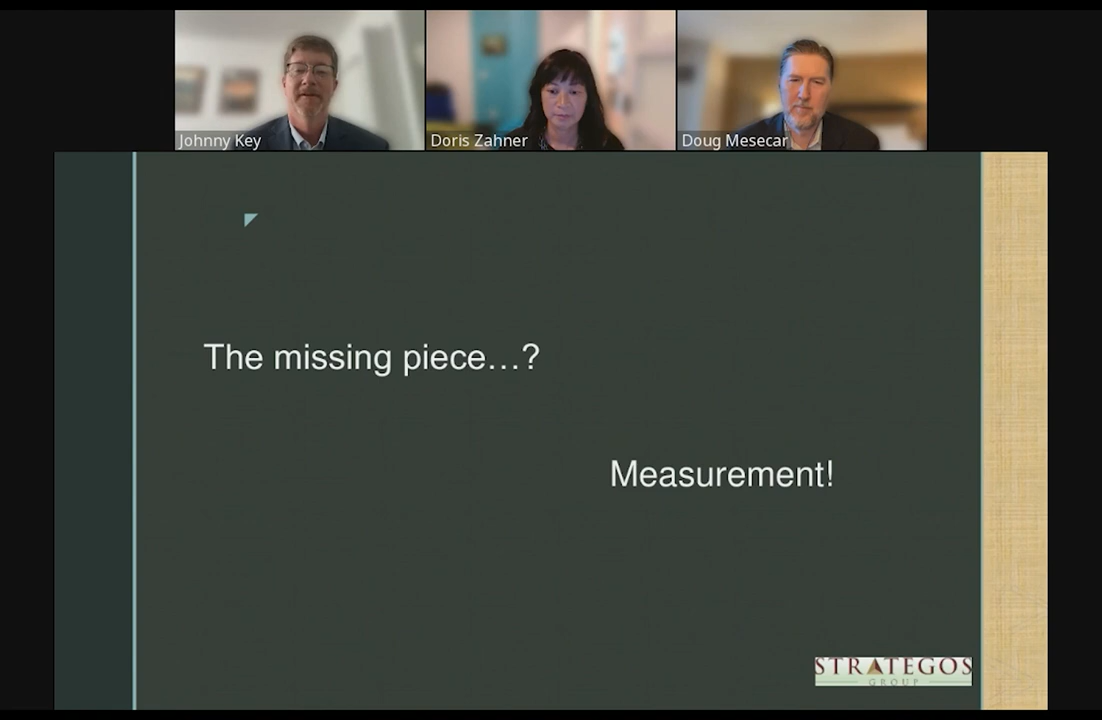 Johnny Key
Doris Zahner
Doug Mesecar
The missing piece…?
Measurement!
STRATEGOS
GROUP